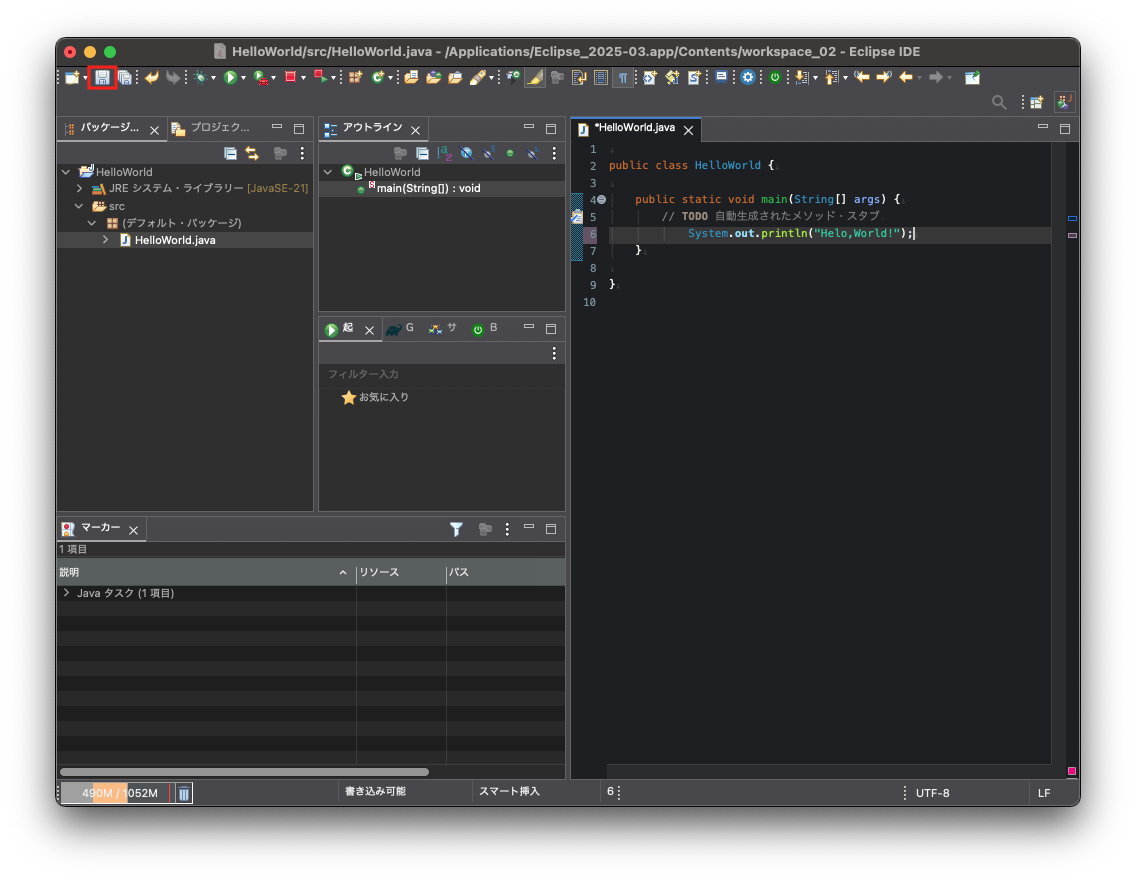 HelloWorld/src/HelloWorld.java - /Applications/Eclipse_2025-03.app/Contents/workspace_02 - Eclipse IDE
パッケージ... プロジェク...
HelloWorld
JRE システム・ライブラリー [JavaSE-21]
src
(デフォルト・パッケージ)
HelloWorld.java
アウトライン
HelloWorld
main(String[]) : void
起 G サ B
フィルター入力
お気に入り
*HelloWorld.java
1
2 public class HelloWorld {
3
4 public static void main(String[] args) {
5 // TODO 自動生成されたメソッド・スタブ
6 System.out.println("Helo,World!");
7 }
8
9 }
10
マーカー
1 項目
説明 リソース パス
Java タスク (1 項目)
490M / 1052M 書き込み可能 スマート挿入 6 UTF-8 LF